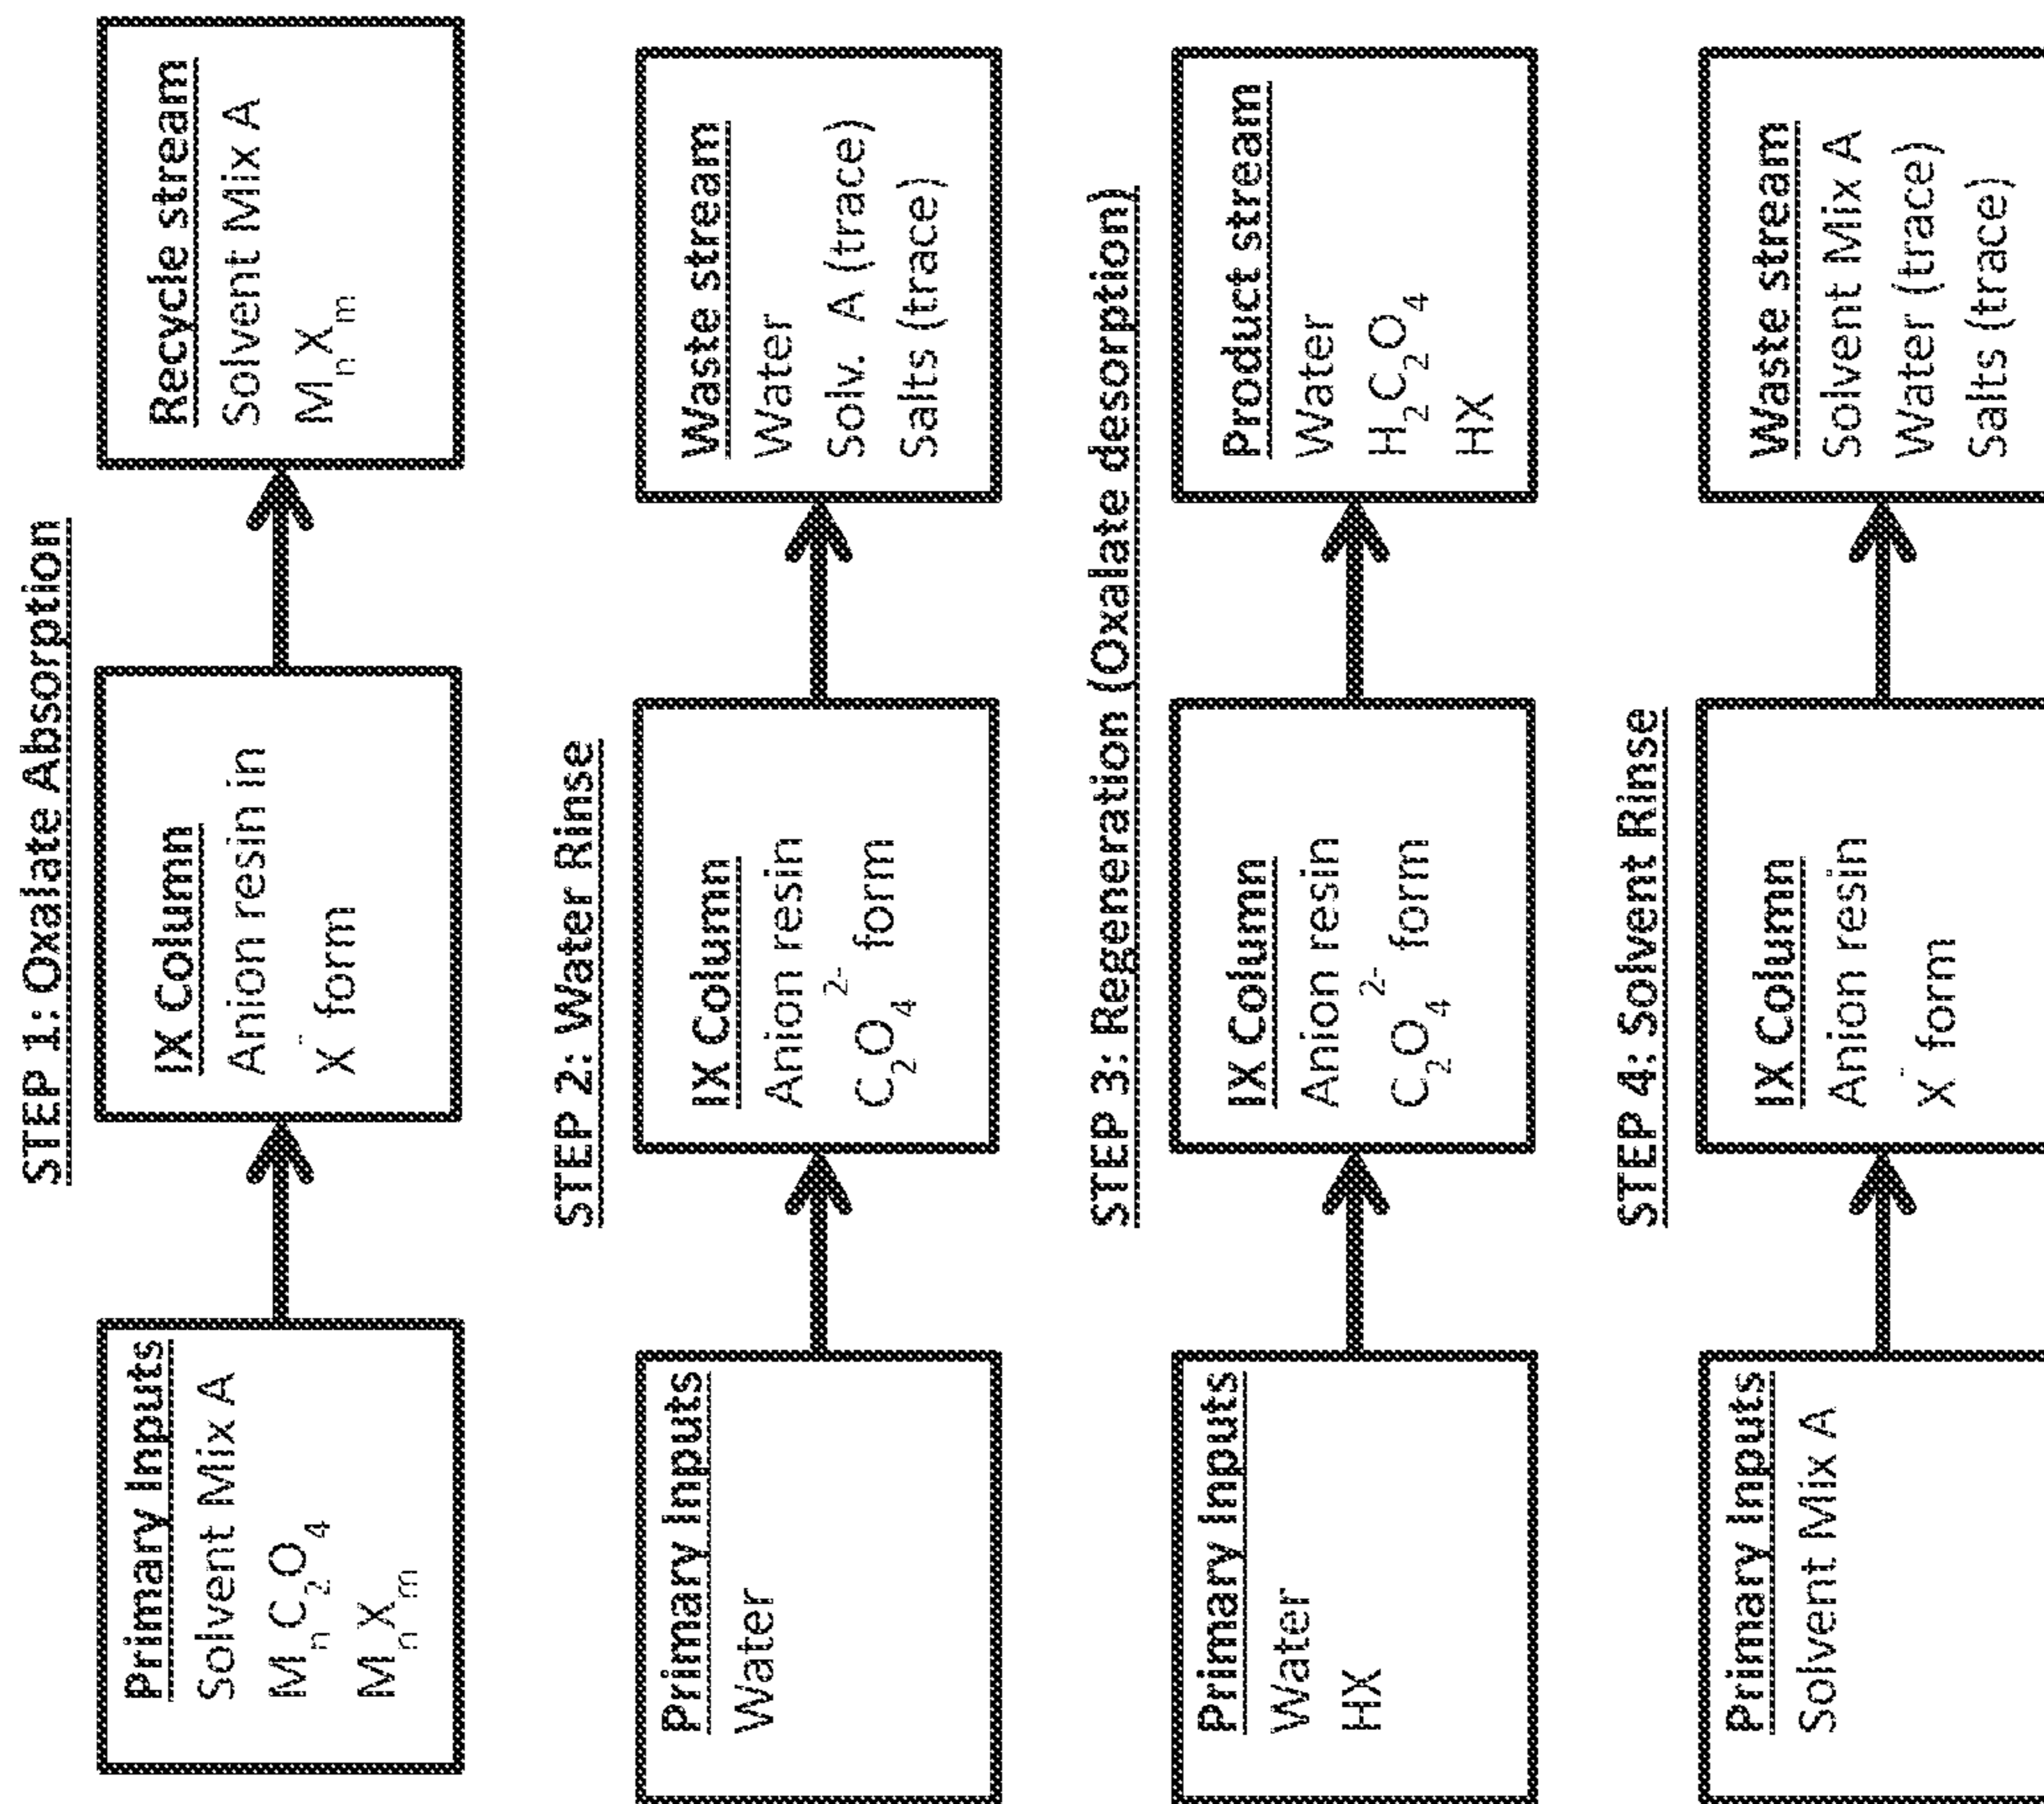 STEP 1: Oxalate Absorption
Primary Inputs
Solvent Mix A
MₙC₂O₄
MₙXₘ
IX Column
Anion resin in
X⁻ form
Recycle stream
Solvent Mix A
MₙXₘ
STEP 2: Water Rinse
Primary Inputs
Water
IX Column
Anion resin
C₂O₄²⁻ form
Waste stream
Water
Solv. A (trace)
Salts (trace)
STEP 3: Regeneration (Oxalate desorption)
Primary Inputs
Water
HX
IX Column
Anion resin
C₂O₄²⁻ form
Product stream
Water
H₂C₂O₄
HX
STEP 4: Solvent Rinse
Primary Inputs
Solvent Mix A
IX Column
Anion resin
X⁻ form
Waste stream
Solvent Mix A
Water (trace)
Salts (trace)